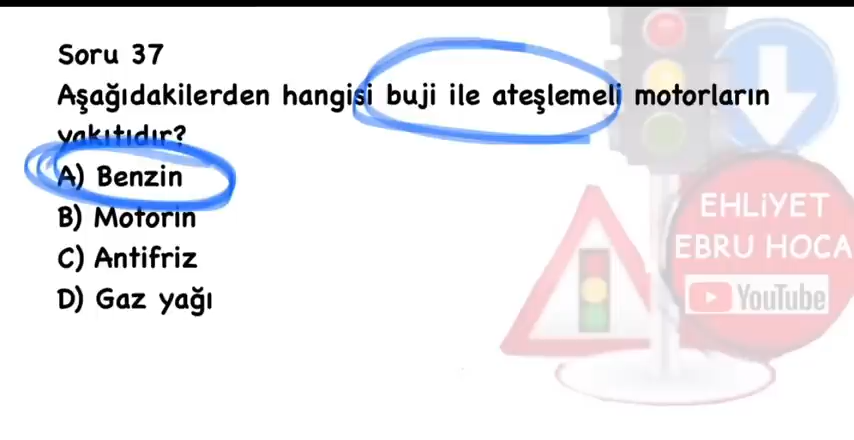 Soru 37
Aşağıdakilerden hangisi buji ile ateşlemeli motorların
yakıtıdır?
A) Benzin
B) Motorin
C) Antifriz
D) Gaz yağı
EHLİYET
EBRU HOCA
YouTube